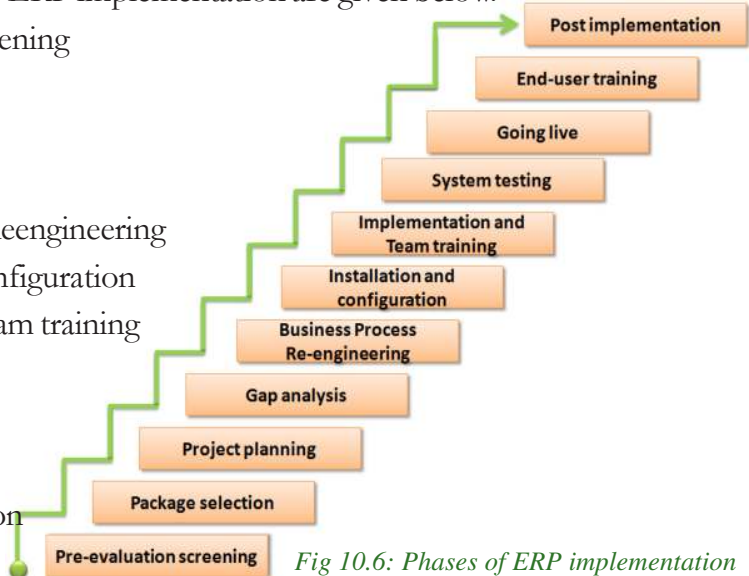 ERP implementation are given below.
ening
eengineering
nfiguration
am training
on
Post implementation
End-user training
Going live
System testing
Implementation and
Team training
Installation and
configuration
Business Process
Re-engineering
Gap analysis
Project planning
Package selection
Pre-evaluation screening
Fig 10.6: Phases of ERP implementation